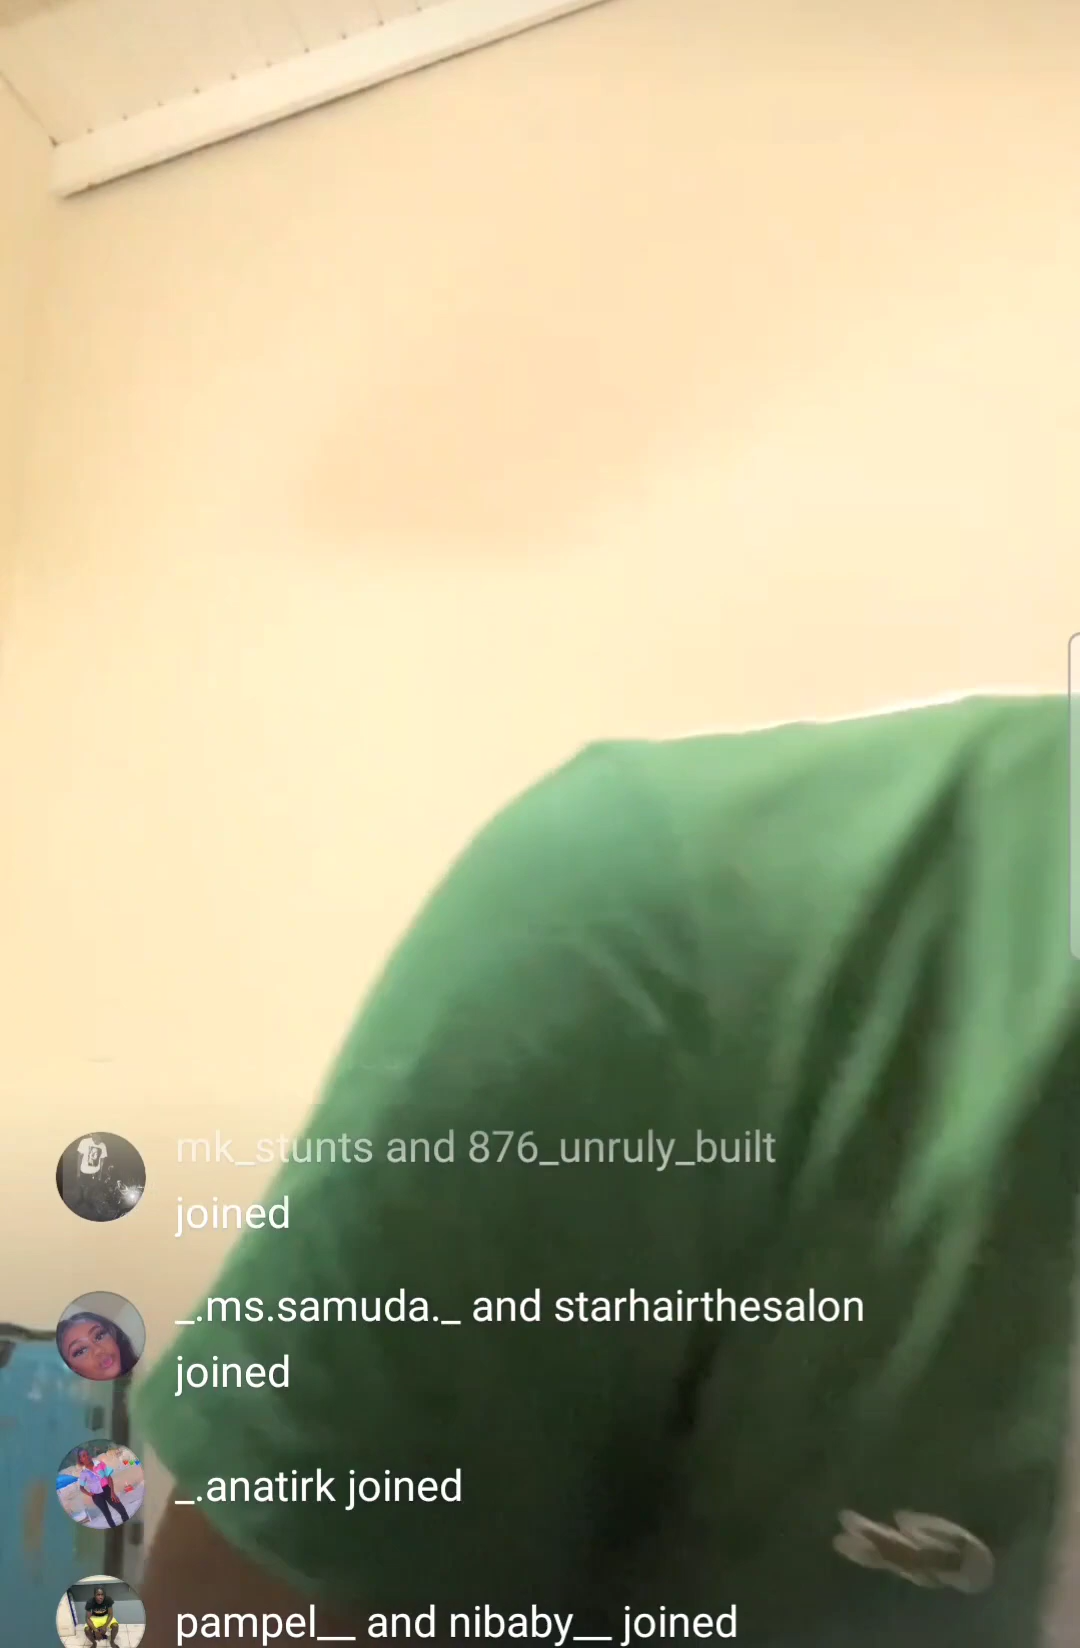 mk_stunts and 876_unruly_built
joined
_.ms.samuda._ and starhairthesalon
joined
_.anatirk joined
pampel__ and nibaby__ joined